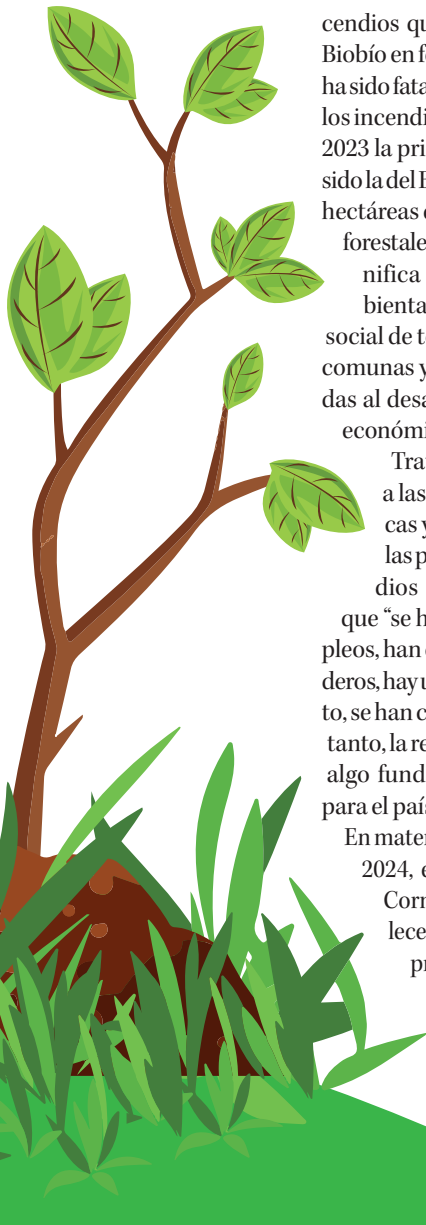 cendios qu
Biobío en fe
ha sido fata
los incendi
2023 la pri
sido la del B
hectáreas d
forestale
nifica
bienta
social de t
comunas y
das al desa
económi
Tra
a las
cas y
las p
dios
que “se h
pleos, han
deros, hay u
to, se han c
tanto, la re
algo fund
para el país
En mater
2024, e
Corr
lece
pr